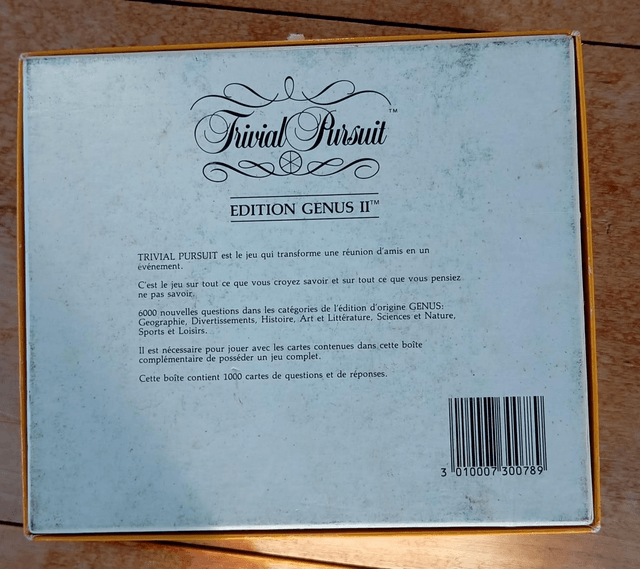 Trivial Pursuit™
EDITION GENUS II™
TRIVIAL PURSUIT est le jeu qui transforme une réunion d'amis en un
événement.
C'est le jeu sur tout ce que vous croyez savoir et sur tout ce que vous pensiez
ne pas savoir.
6000 nouvelles questions dans les catégories de l'édition d'origine GENUS:
Geographie, Divertissements, Histoire, Art et Littérature, Sciences et Nature,
Sports et Loisirs.
Il est nécessaire pour jouer avec les cartes contenues dans cette boîte
complémentaire de posséder un jeu complet.
Cette boîte contient 1000 cartes de questions et de réponses.
3 010007 300789